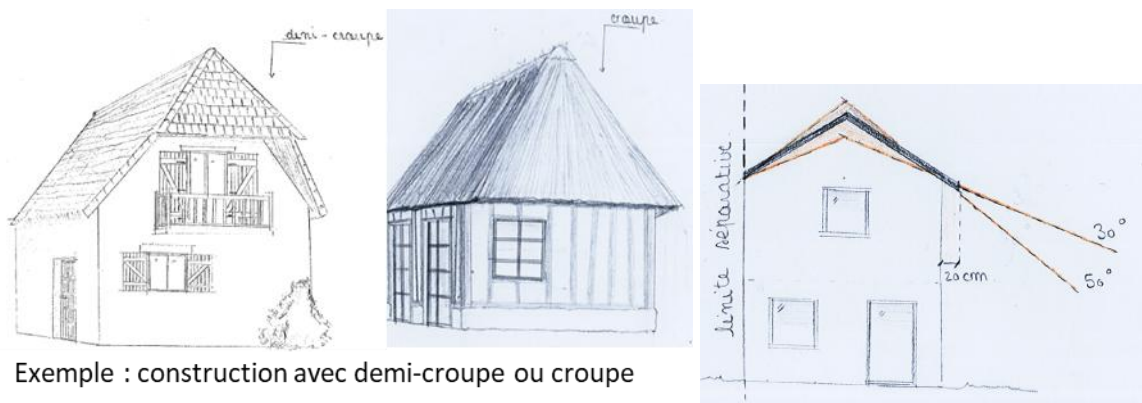 demi-croupe
croupe
limite séparative
30°
20 cm
50°
Exemple : construction avec demi-croupe ou croupe